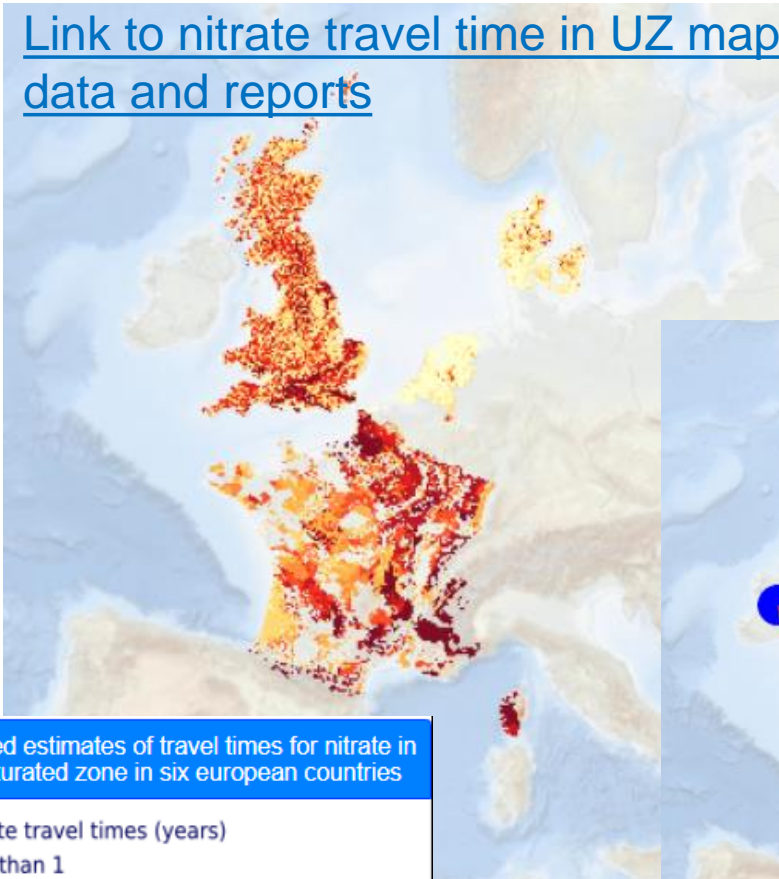 Link to nitrate travel time in UZ map
data and reports
ed estimates of travel times for nitrate in
turated zone in six european countries
te travel times (years)
than 1